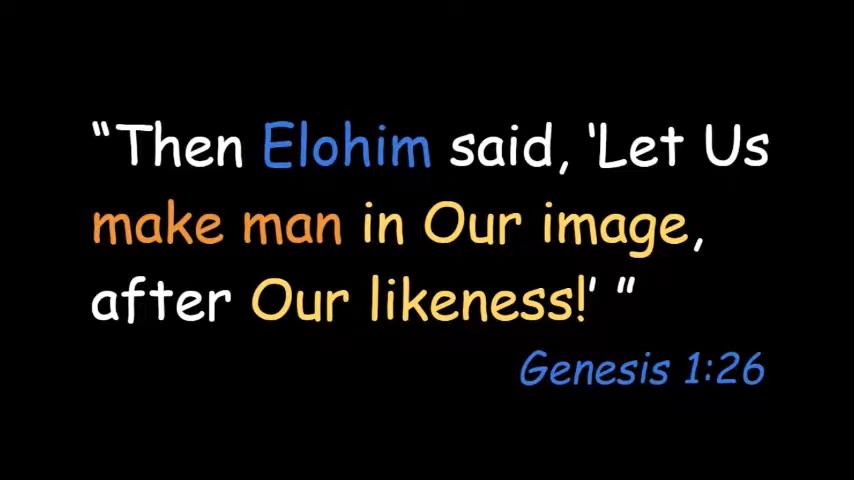 “Then Elohim said, ‘Let Us
make man in Our image,
after Our likeness!’ ”
Genesis 1:26